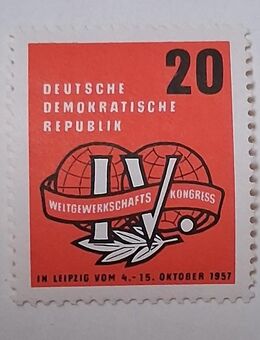 20
DEUTSCHE
DEMOKRATISCHE
REPUBLIK
IV.
WELTGEWERKSCHAFTS KONGRESS
IN LEIPZIG VOM 4.-15. OKTOBER 1957